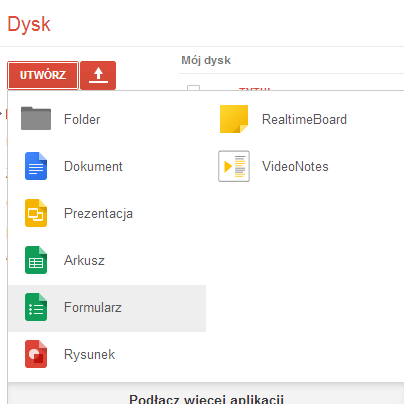 Dysk
Mój dysk
UTWÓRZ
Folder
RealtimeBoard
Dokument
VideoNotes
Prezentacja
Arkusz
Formularz
Rysunek
Podłącz więcej aplikacji